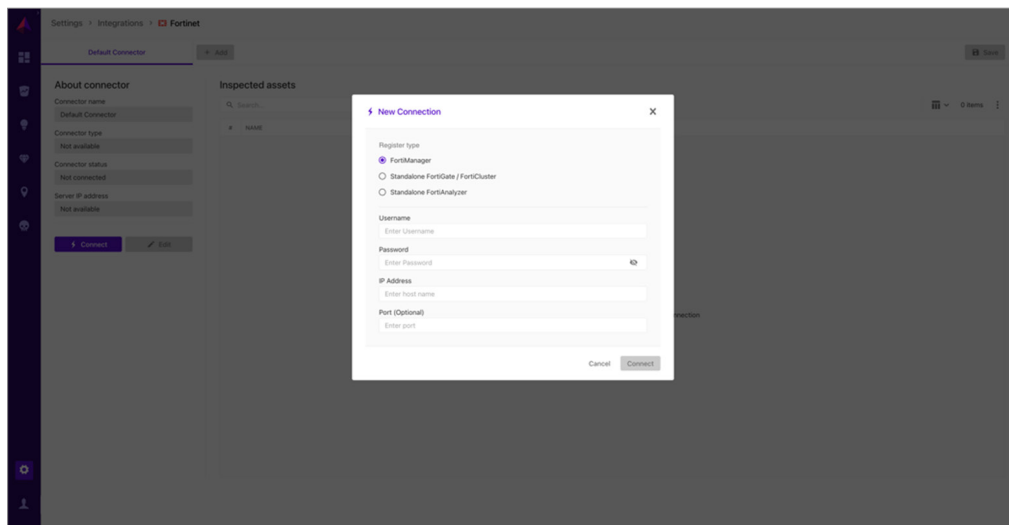 Settings > Integrations > Fortinet
Default Connector
+ Add
Save
About connector
Inspected assets
Connector name
Default Connector
Search...
0 items
# NAME
Connector type
Not available
Connector status
Not connected
Server IP address
Not available
Connect
Edit
New Connection
Register type
FortiManager
Standalone FortiGate / FortiCluster
Standalone FortiAnalyzer
Username
Enter Username
Password
Enter Password
IP Address
Enter host name
Port (Optional)
Enter port
Cancel
Connect